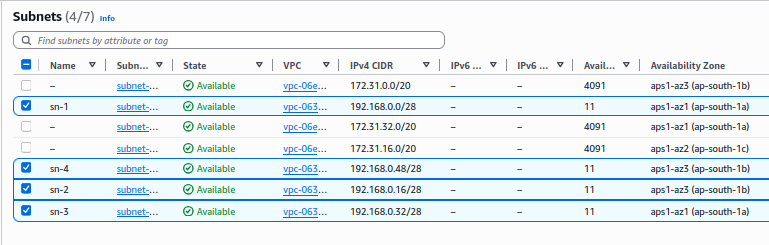 Subnets (4/7) Info
Find subnets by attribute or tag
Name Subn... State VPC IPv4 CIDR IPv6 ... IPv6 ... Avail... Availability Zone
– subnet-... Available vpc-06e... 172.31.0.0/20 – – 4091 aps1-az3 (ap-south-1b)
sn-1 subnet-... Available vpc-063... 192.168.0.0/28 – – 11 aps1-az1 (ap-south-1a)
– subnet-... Available vpc-06e... 172.31.32.0/20 – – 4091 aps1-az1 (ap-south-1a)
– subnet-... Available vpc-06e... 172.31.16.0/20 – – 4091 aps1-az2 (ap-south-1c)
sn-4 subnet-... Available vpc-063... 192.168.0.48/28 – – 11 aps1-az3 (ap-south-1b)
sn-2 subnet-... Available vpc-063... 192.168.0.16/28 – – 11 aps1-az3 (ap-south-1b)
sn-3 subnet-... Available vpc-063... 192.168.0.32/28 – – 11 aps1-az1 (ap-south-1a)